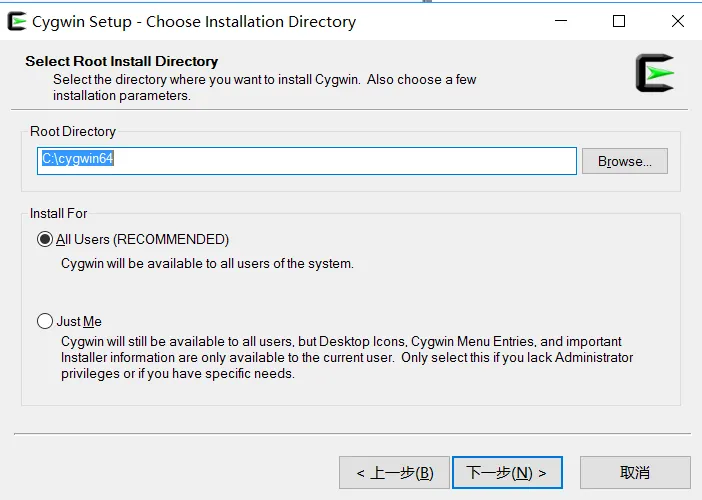 Cygwin Setup - Choose Installation Directory
Select Root Install Directory
Select the directory where you want to install Cygwin. Also choose a few
installation parameters.
Root Directory
C:\cygwin64
Browse...
Install For
All Users (RECOMMENDED)
Cygwin will be available to all users of the system.
Just Me
Cygwin will still be available to all users, but Desktop Icons, Cygwin Menu Entries, and important
Installer information are only available to the current user. Only select this if you lack Administrator
privileges or if you have specific needs.
< 上一步(B)
下一步(N) >
取消